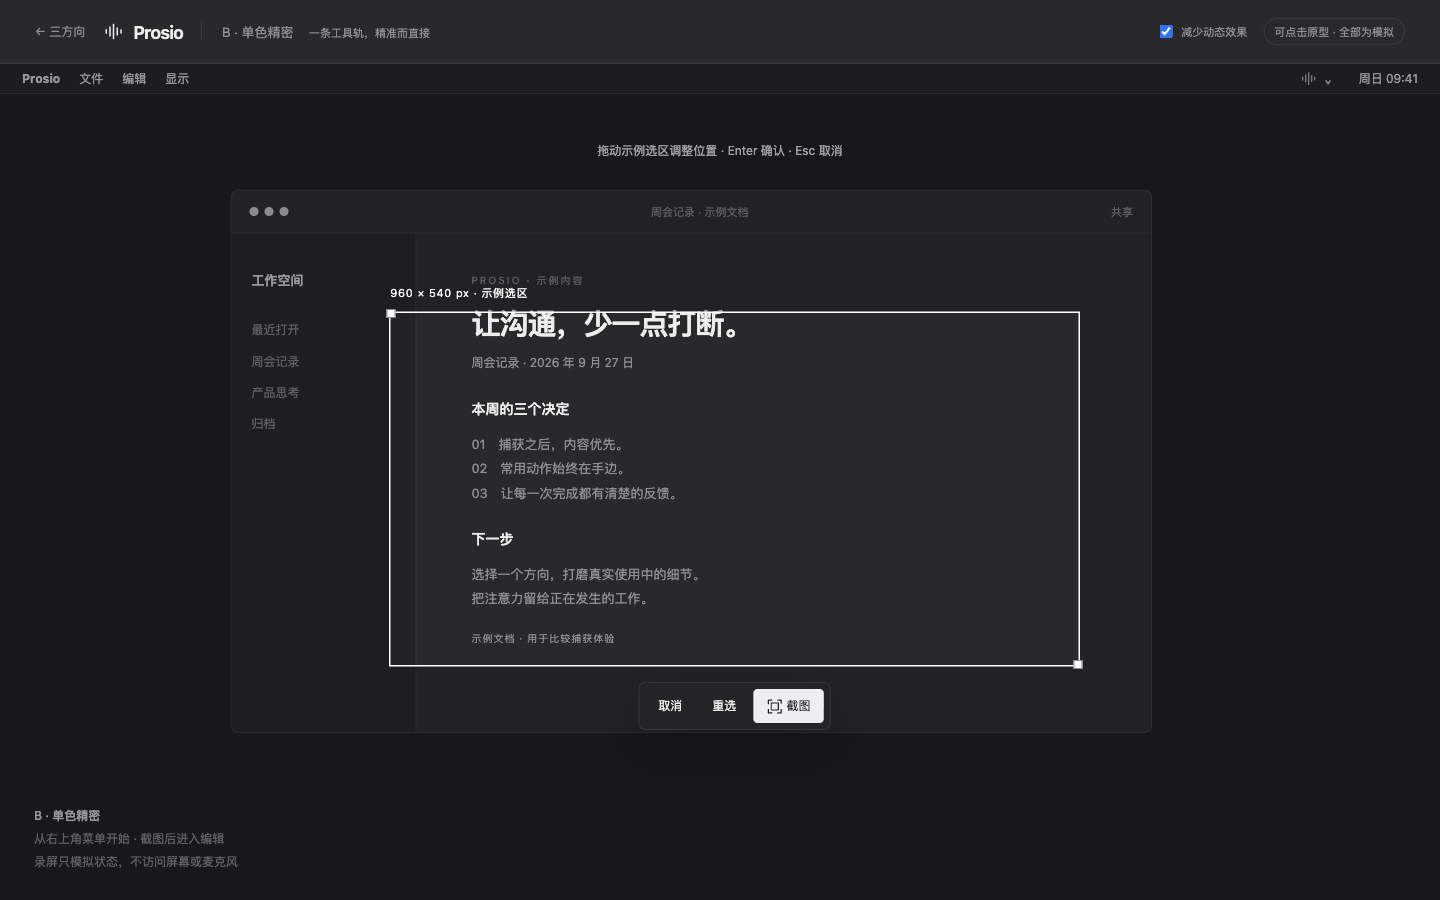 ← 三方向 Prosio B · 单色精密 一条工具轨，精准而直接 减少动态效果 可点击原型 · 全部为模拟
Prosio 文件 编辑 显示 周日 09:41
拖动示例选区调整位置 · Enter 确认 · Esc 取消
周会记录 · 示例文档 共享
工作空间
最近打开
周会记录
产品思考
归档
PROSIO · 示例内容
960 × 540 px · 示例选区
让沟通，少一点打断。
周会记录 · 2026 年 9 月 27 日
本周的三个决定
01 捕获之后，内容优先。
02 常用动作始终在手边。
03 让每一次完成都有清楚的反馈。
下一步
选择一个方向，打磨真实使用中的细节。
把注意力留给正在发生的工作。
示例文档 · 用于比较捕获体验
取消 重选 截图
B · 单色精密
从右上角菜单开始 · 截图后进入编辑
录屏只模拟状态，不访问屏幕或麦克风